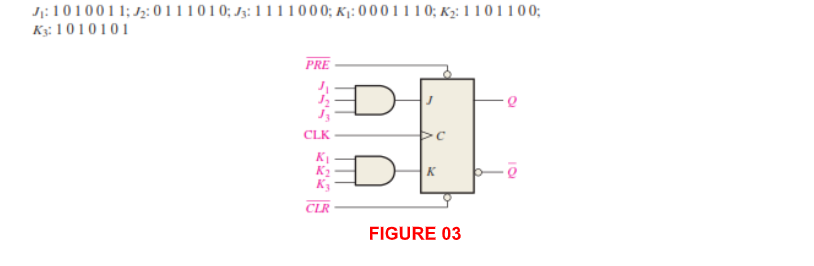 J₁: 1 0 1 0 0 1 1; J₂: 0 1 1 1 0 1 0; J₃: 1 1 1 1 0 0 0; K₁: 0 0 0 1 1 1 0; K₂: 1 1 0 1 1 0 0;
K₃: 1 0 1 0 1 0 1
P̅R̅E̅
J₁
J₂
J₃
J
Q
CLK
C
K₁
K₂
K₃
K
Q̅
C̅L̅R̅
FIGURE 03